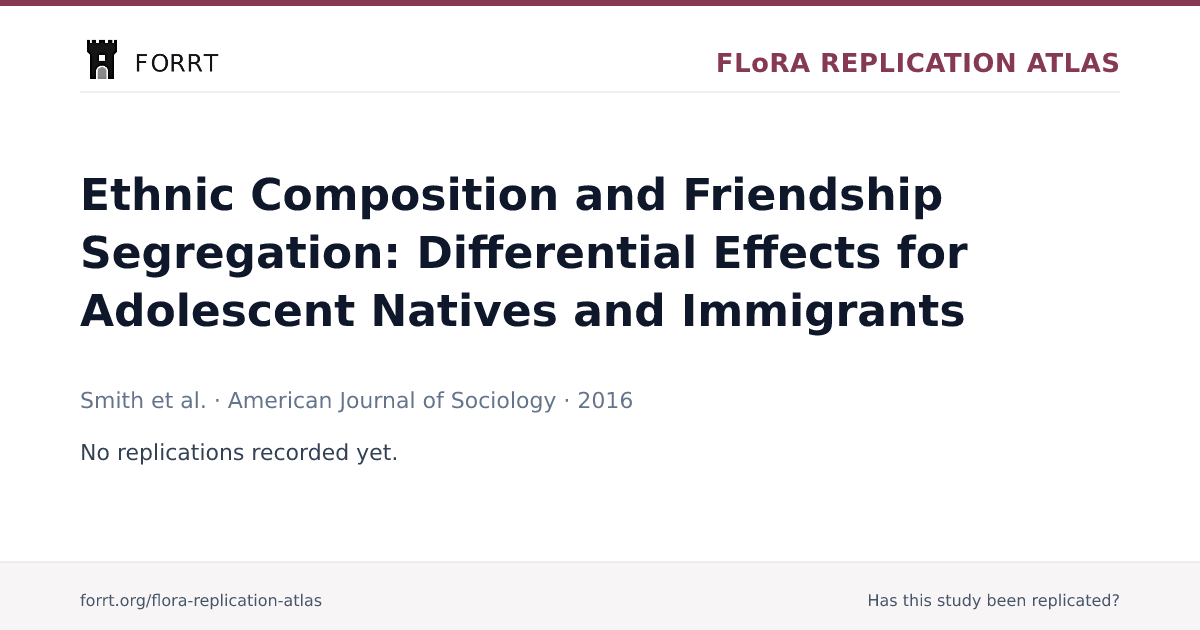 FORRT
FLoRA REPLICATION ATLAS
Ethnic Composition and Friendship
Segregation: Differential Effects for
Adolescent Natives and Immigrants
Smith et al. · American Journal of Sociology · 2016
No replications recorded yet.
forrt.org/flora-replication-atlas
Has this study been replicated?